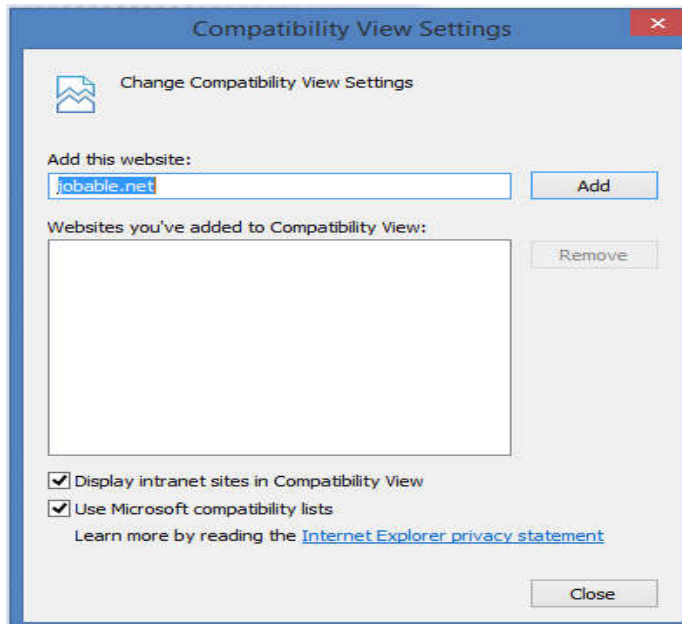 Compatibility View Settings
Change Compatibility View Settings
Add this website:
jobable.net
Add
Websites you've added to Compatibility View:
Remove
Display intranet sites in Compatibility View
Use Microsoft compatibility lists
Learn more by reading the Internet Explorer privacy statement
Close